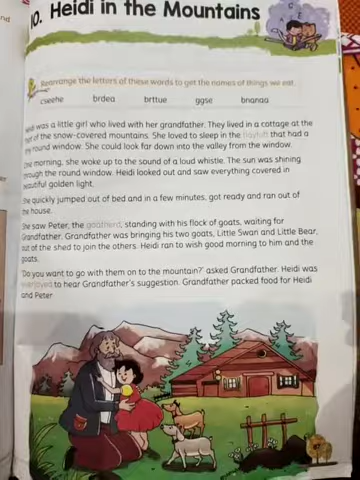 10. Heidi in the Mountains
Rearrange the letters of these words to get the names of things we eat.
cseehe brdea brttue ggse bnanaa
Heidi was a little girl who lived with her grandfather. They lived in a cottage at the
foot of the snow-covered mountains. She loved to sleep in the hayloft that had a
tiny round window. She could look far down into the valley from the window.
One morning, she woke up to the sound of a loud whistle. The sun was shining
through the round window. Heidi looked out and saw everything covered in
beautiful golden light.
She quickly jumped out of bed and in a few minutes, got ready and ran out of
the house.
She saw Peter, the goatherd, standing with his flock of goats, waiting for
Grandfather. Grandfather was bringing his two goats, Little Swan and Little Bear,
out of the shed to join the others. Heidi ran to wish good morning to him and the
goats.
'Do you want to go with them on to the mountain?' asked Grandfather. Heidi was
overjoyed to hear Grandfather's suggestion. Grandfather packed food for Heidi
and Peter